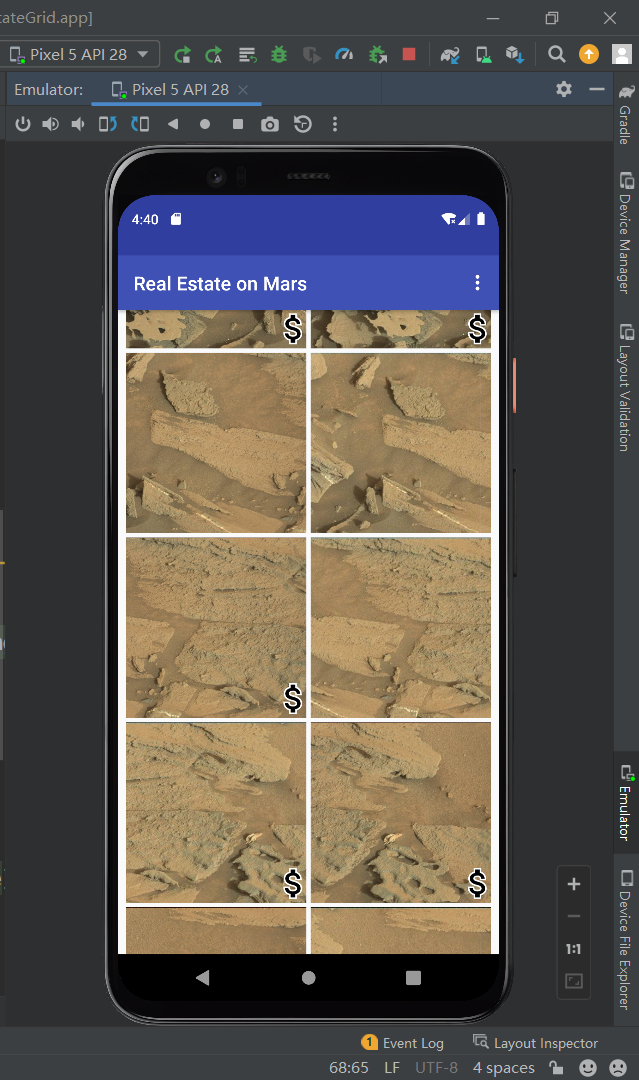 ateGrid.app]
Pixel 5 API 28
Emulator:
Pixel 5 API 28
Gradle
Device Manager
Layout Validation
4:40
Real Estate on Mars
$ $
$
$ $
Emulator
Device File Explorer
1:1
1 Event Log
Layout Inspector
68:65 LF UTF-8 4 spaces